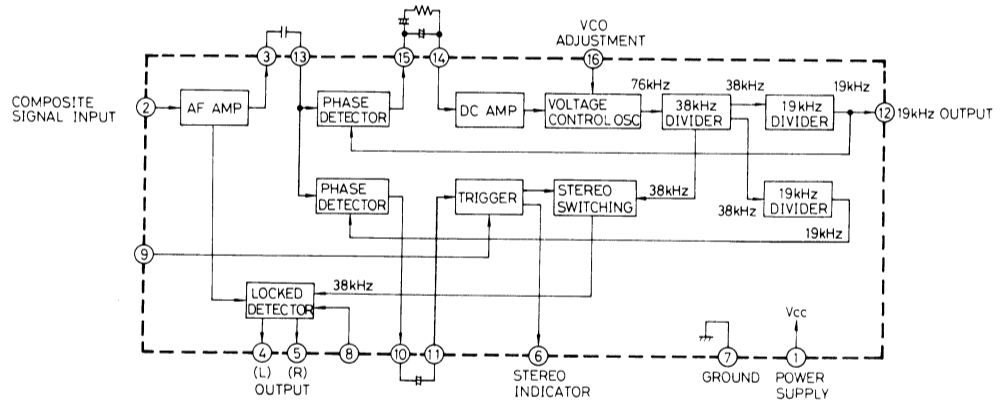 VCO
ADJUSTMENT
3
13
15
14
16
COMPOSITE
SIGNAL INPUT
2
AF AMP
PHASE
DETECTOR
DC AMP
VOLTAGE
CONTROL OSC
76kHz
38kHz
DIVIDER
38kHz
19kHz
DIVIDER
19kHz
12
19kHz OUTPUT
PHASE
DETECTOR
TRIGGER
STEREO
SWITCHING
38kHz
38kHz
19kHz
DIVIDER
19kHz
9
LOCKED
DETECTOR
38kHz
Vcc
4
5
8
10
11
6
7
1
(L)
(R)
OUTPUT
STEREO
INDICATOR
GROUND
POWER
SUPPLY